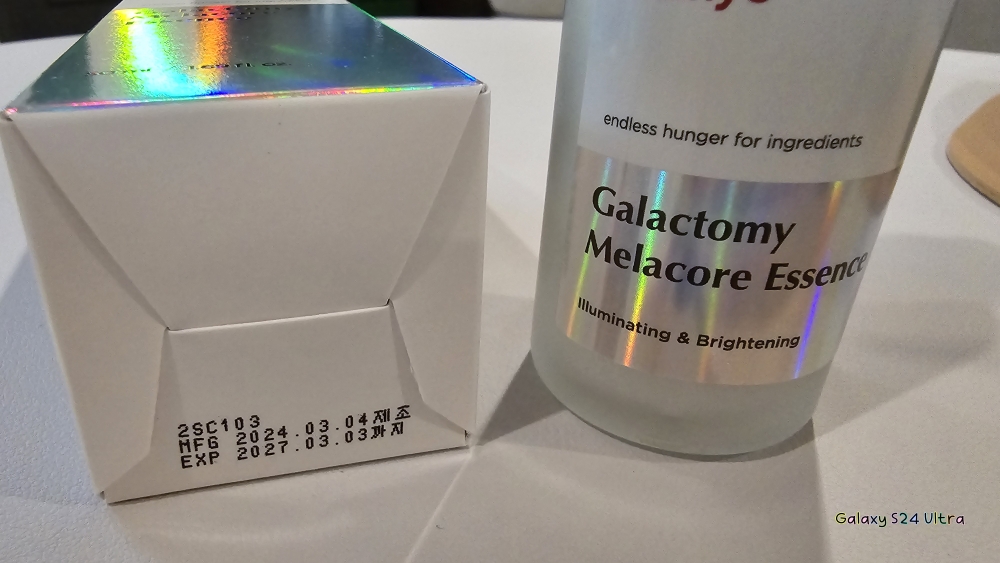 2SC103
MFG 2024.03.04제조
EXP 2027.03.03까지
endless hunger for ingredients
Galactomy
Melacore Essence
Illuminating & Brightening
Galaxy S24 Ultra